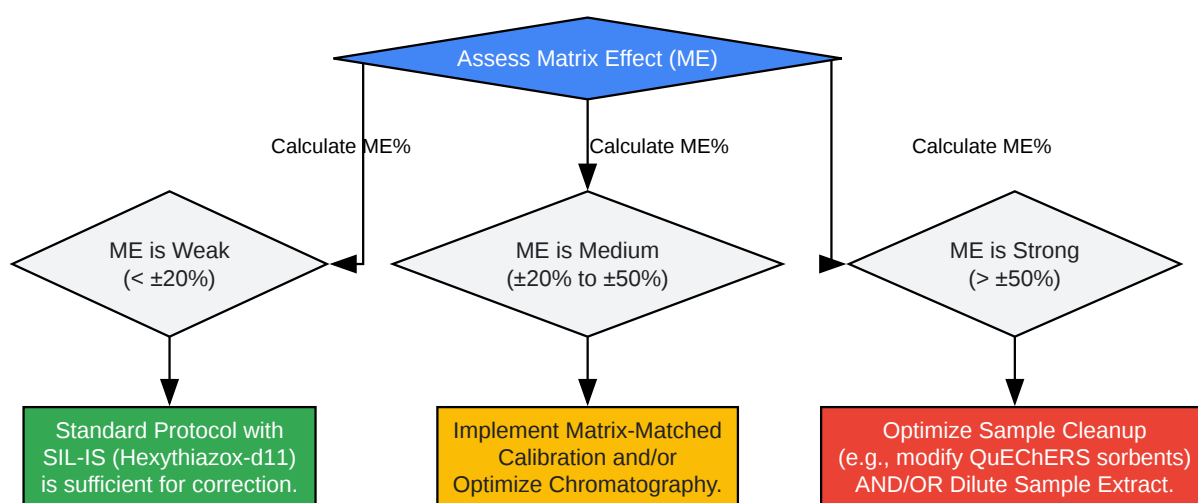 Assess Matrix Effect (ME)
Calculate ME%
Calculate ME%
Calculate ME%
ME is Weak
(< ±20%)
ME is Medium
(±20% to ±50%)
ME is Strong
(> ±50%)
Standard Protocol with
SIL-IS (Hexythiazox-d11)
is sufficient for correction.
Implement Matrix-Matched
Calibration and/or
Optimize Chromatography.
Optimize Sample Cleanup
(e.g., modify QuEChERS sorbents)
AND/OR Dilute Sample Extract.